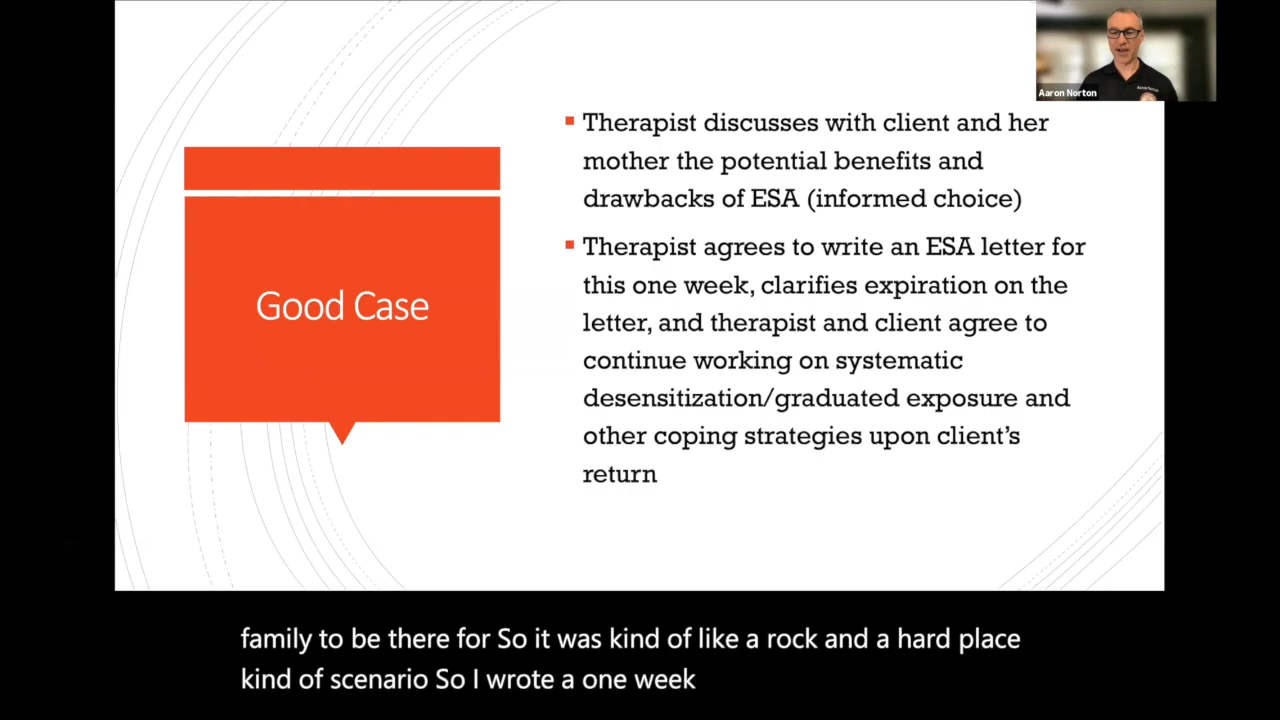 Aaron Norton
Good Case
▪ Therapist discusses with client and her
mother the potential benefits and
drawbacks of ESA (informed choice)
▪ Therapist agrees to write an ESA letter for
this one week, clarifies expiration on the
letter, and therapist and client agree to
continue working on systematic
desensitization/graduated exposure and
other coping strategies upon client’s
return
family to be there for So it was kind of like a rock and a hard place
kind of scenario So I wrote a one week